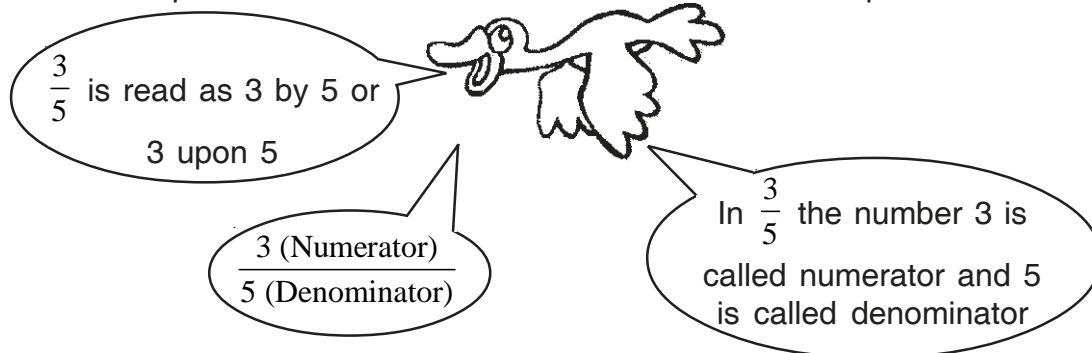 3/5 is read as 3 by 5 or
3 upon 5
3 (Numerator)
5 (Denominator)
In 3/5 the number 3 is
called numerator and 5
is called denominator